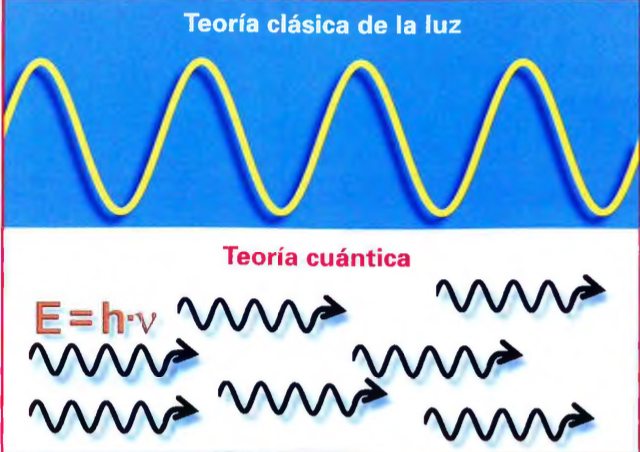 Teoría clásica de la luz
Teoría cuántica
E = h·ν